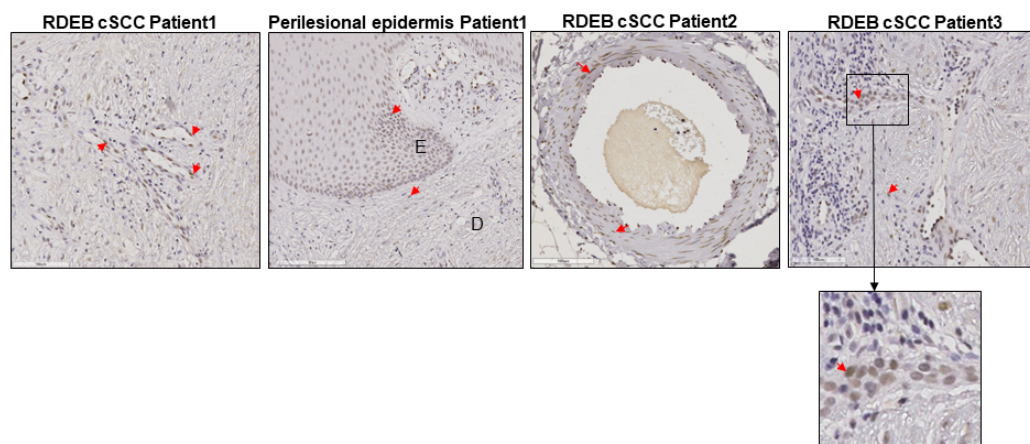 RDEB cSCC Patient1
Perilesional epidermis Patient1
RDEB cSCC Patient2
RDEB cSCC Patient3
E
D